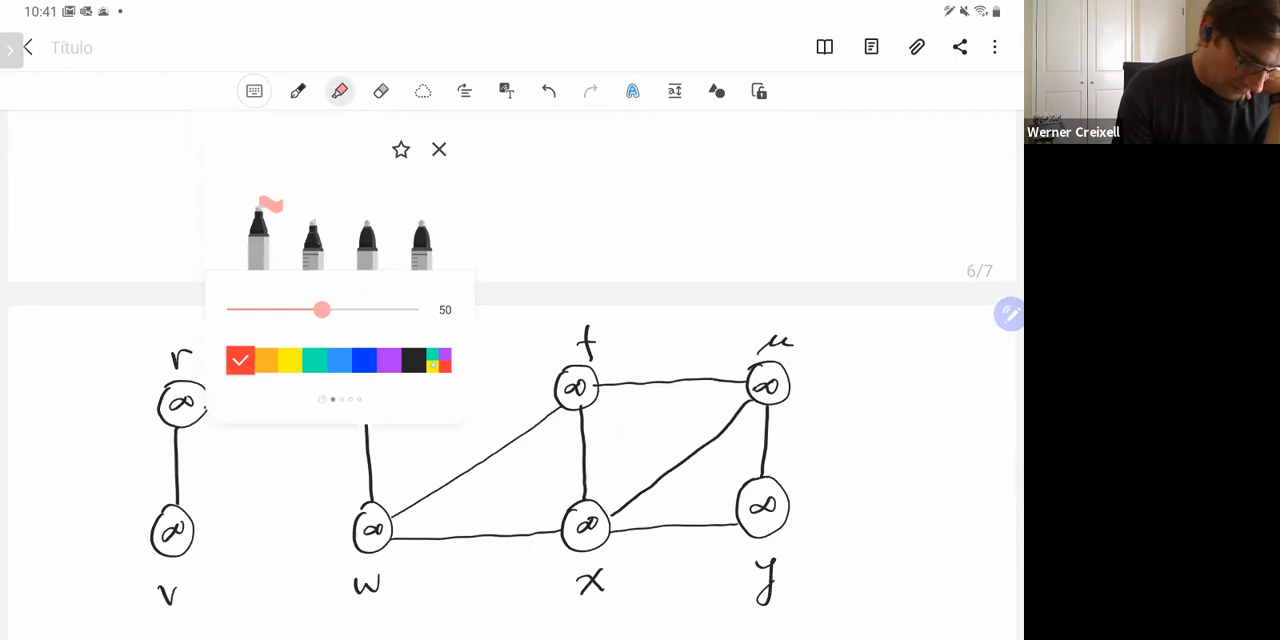 10:41
Título
6/7
50
r t u
∞ ∞ ∞
∞ ∞ ∞ ∞
v w x y
Werner Creixell